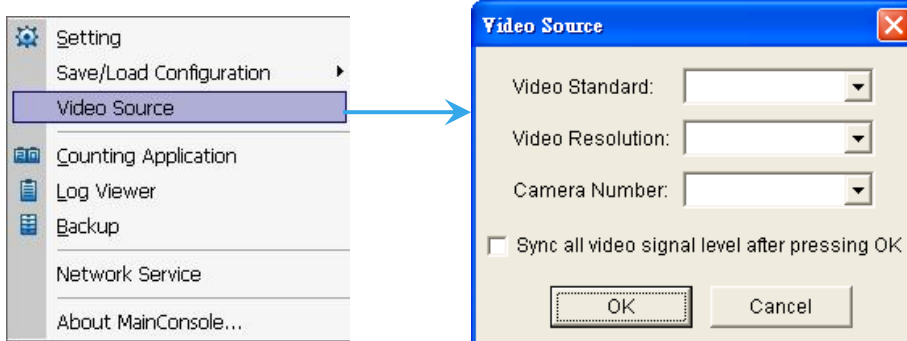 Setting
Save/Load Configuration
Video Source
Counting Application
Log Viewer
Backup
Network Service
About MainConsole...
Video Source
Video Standard:
Video Resolution:
Camera Number:
Sync all video signal level after pressing OK
OK
Cancel